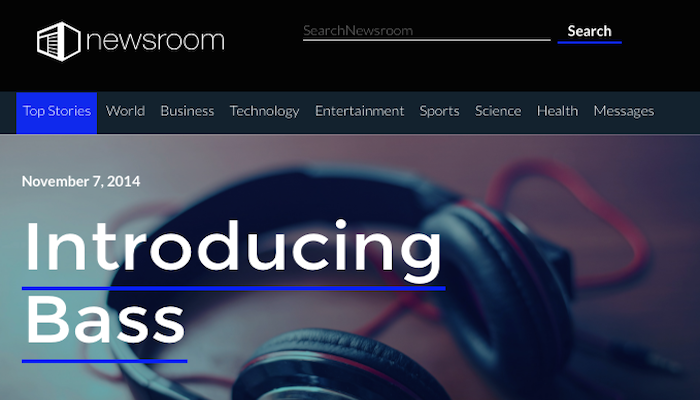 newsroom
SearchNewsroom
Search
Top Stories World Business Technology Entertainment Sports Science Health Messages
November 7, 2014
Introducing
Bass